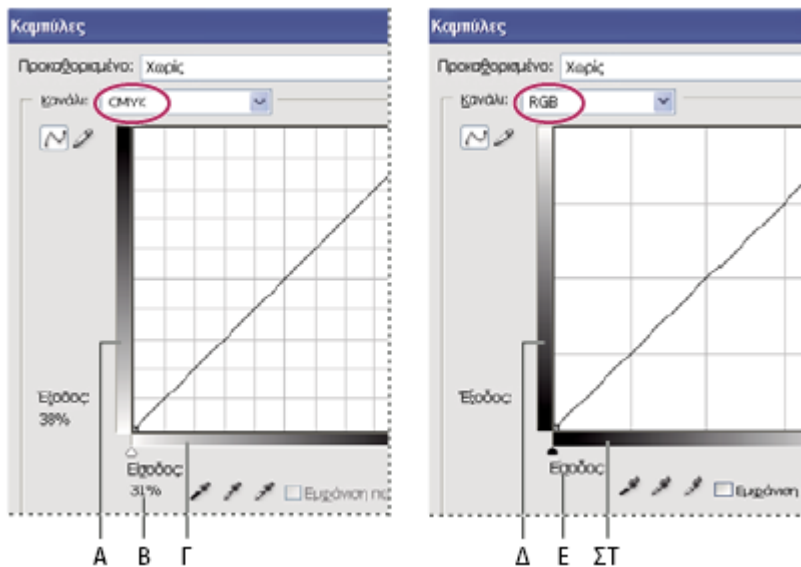 Καμπύλες
Προκαθορισμένο: Χωρίς
Κανάλι: CMYK
Έξοδος:
38%
Είσοδος:
31%
Εμφάνιση
Α Β Γ
Καμπύλες
Προκαθορισμένο: Χωρίς
Κανάλι: RGB
Έξοδος:
Είσοδος:
Εμφάνιση
Δ Ε ΣΤ